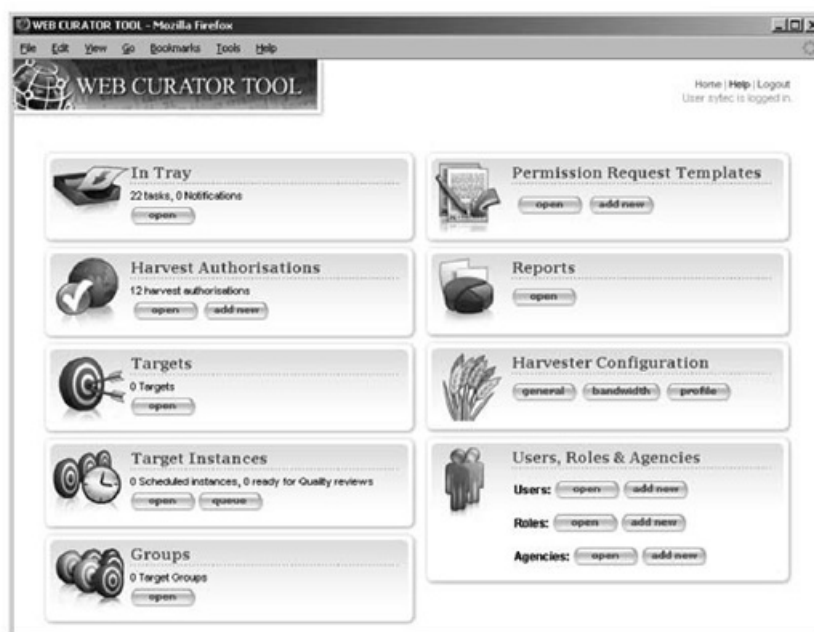 WEB CURATOR TOOL - Mozilla Firefox
File Edit View Go Bookmarks Tools Help
WEB CURATOR TOOL
Home | Help | Logout
User sytec is logged in.
In Tray
22 tasks, 0 Notifications
open
Harvest Authorisations
12 harvest authorisations
open add new
Targets
0 Targets
open
Target Instances
0 Scheduled instances, 0 ready for Quality reviews
open queue
Groups
0 Target Groups
open
Permission Request Templates
open add new
Reports
open
Harvester Configuration
general bandwidth profile
Users, Roles & Agencies
Users: open add new
Roles: open add new
Agencies: open add new